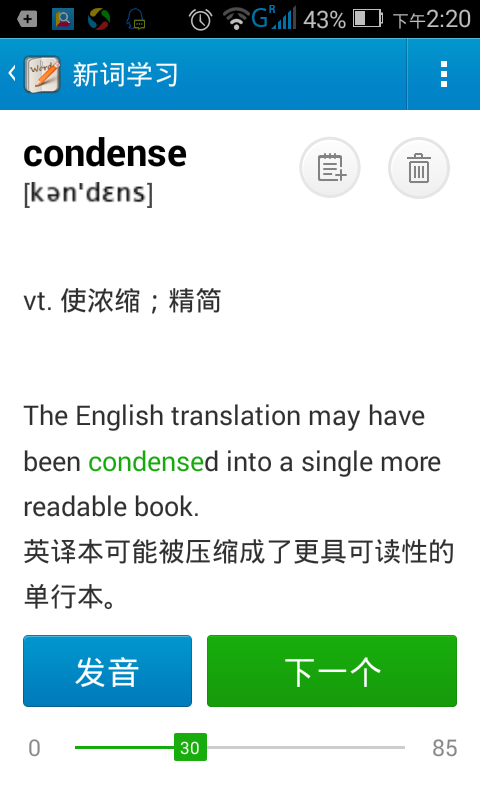 G R 43% 下午2:20
Words 新词学习
condense
[kən'dɛns]
vt. 使浓缩；精简
The English translation may have
been condensed into a single more
readable book.
英译本可能被压缩成了更具可读性的
单行本。
发音 下一个
0 30 85